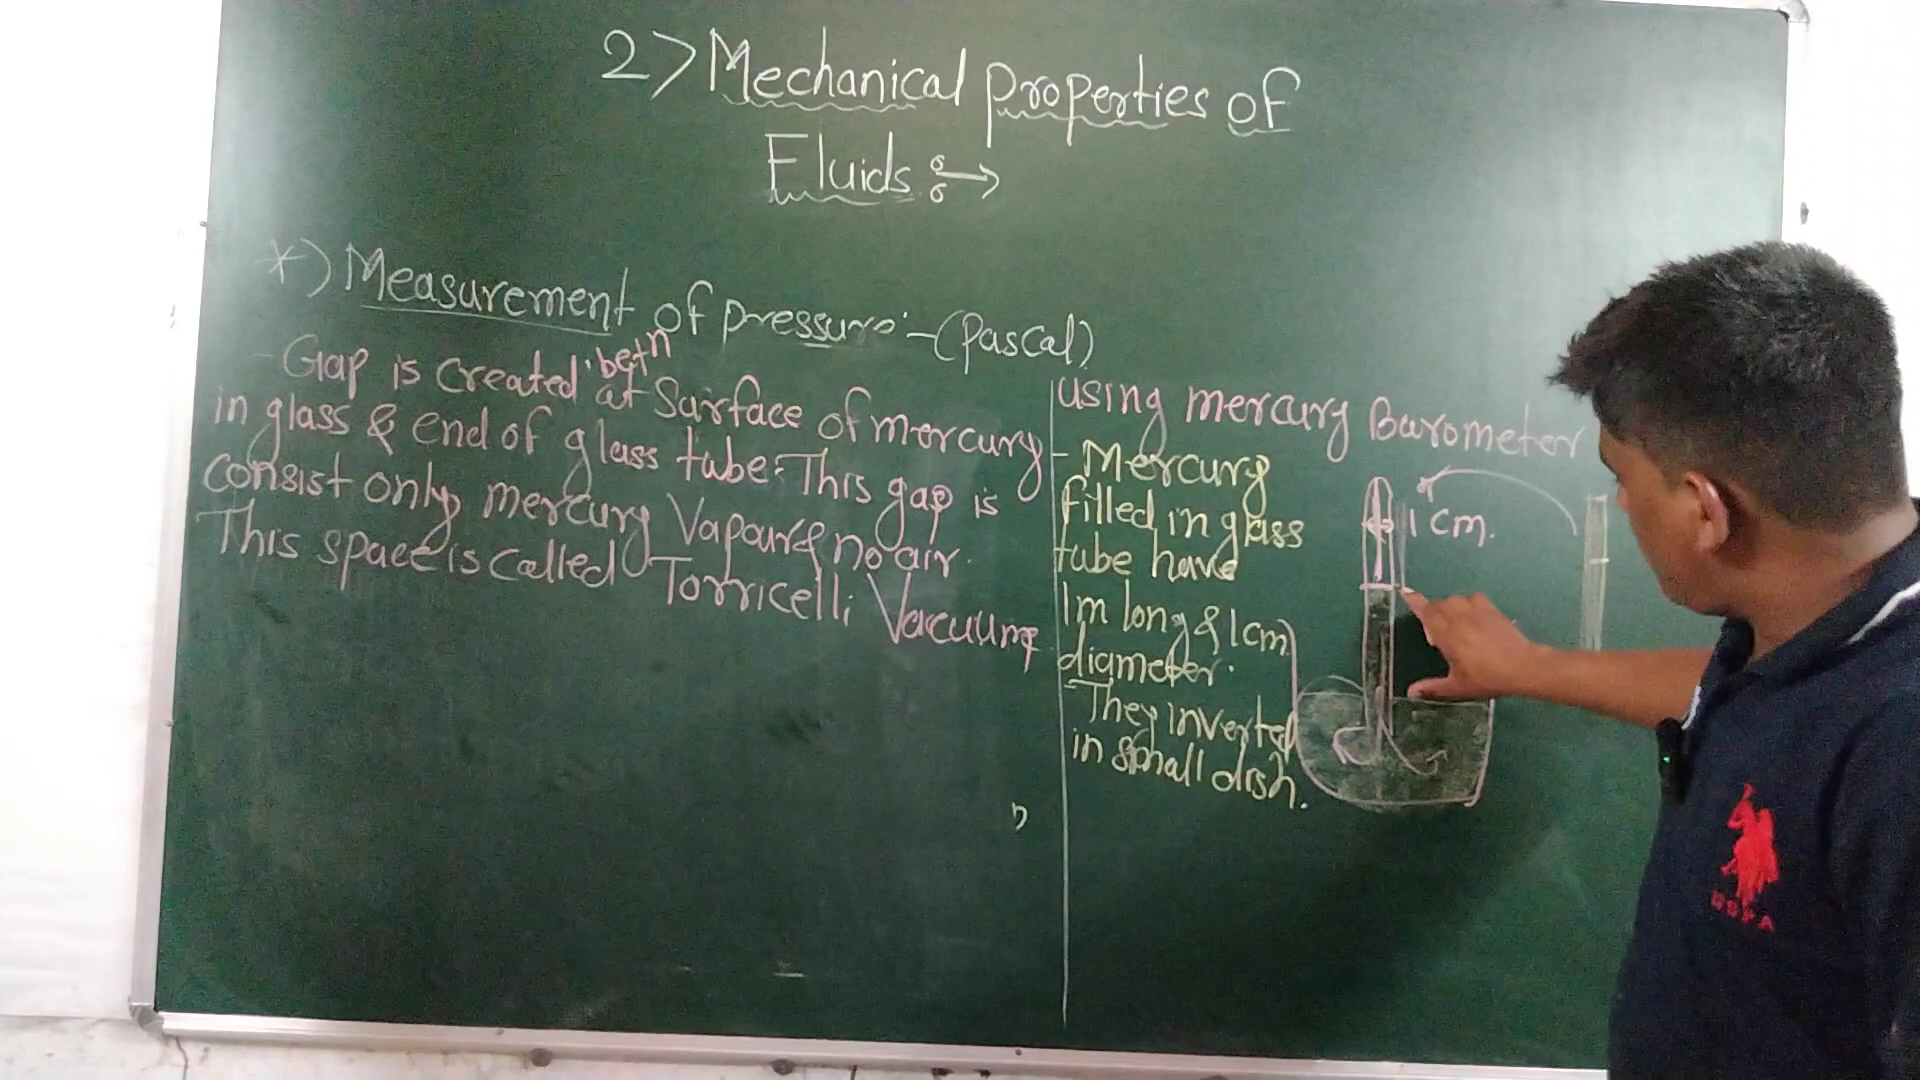 2> Mechanical properties of
Fluids :→
*) Measurement of pressure :- (pascal)
Gap is created betn at Surface of mercury
in glass & end of glass tube. This gap is
consist only mercury Vapour & no air.
This space is called Torricelli Vacuum
using mercury Barometer
- Mercury
filled in glass
tube have
1m long & 1cm
diameter.
- They inverted
in small dish.
1 cm.
USPA